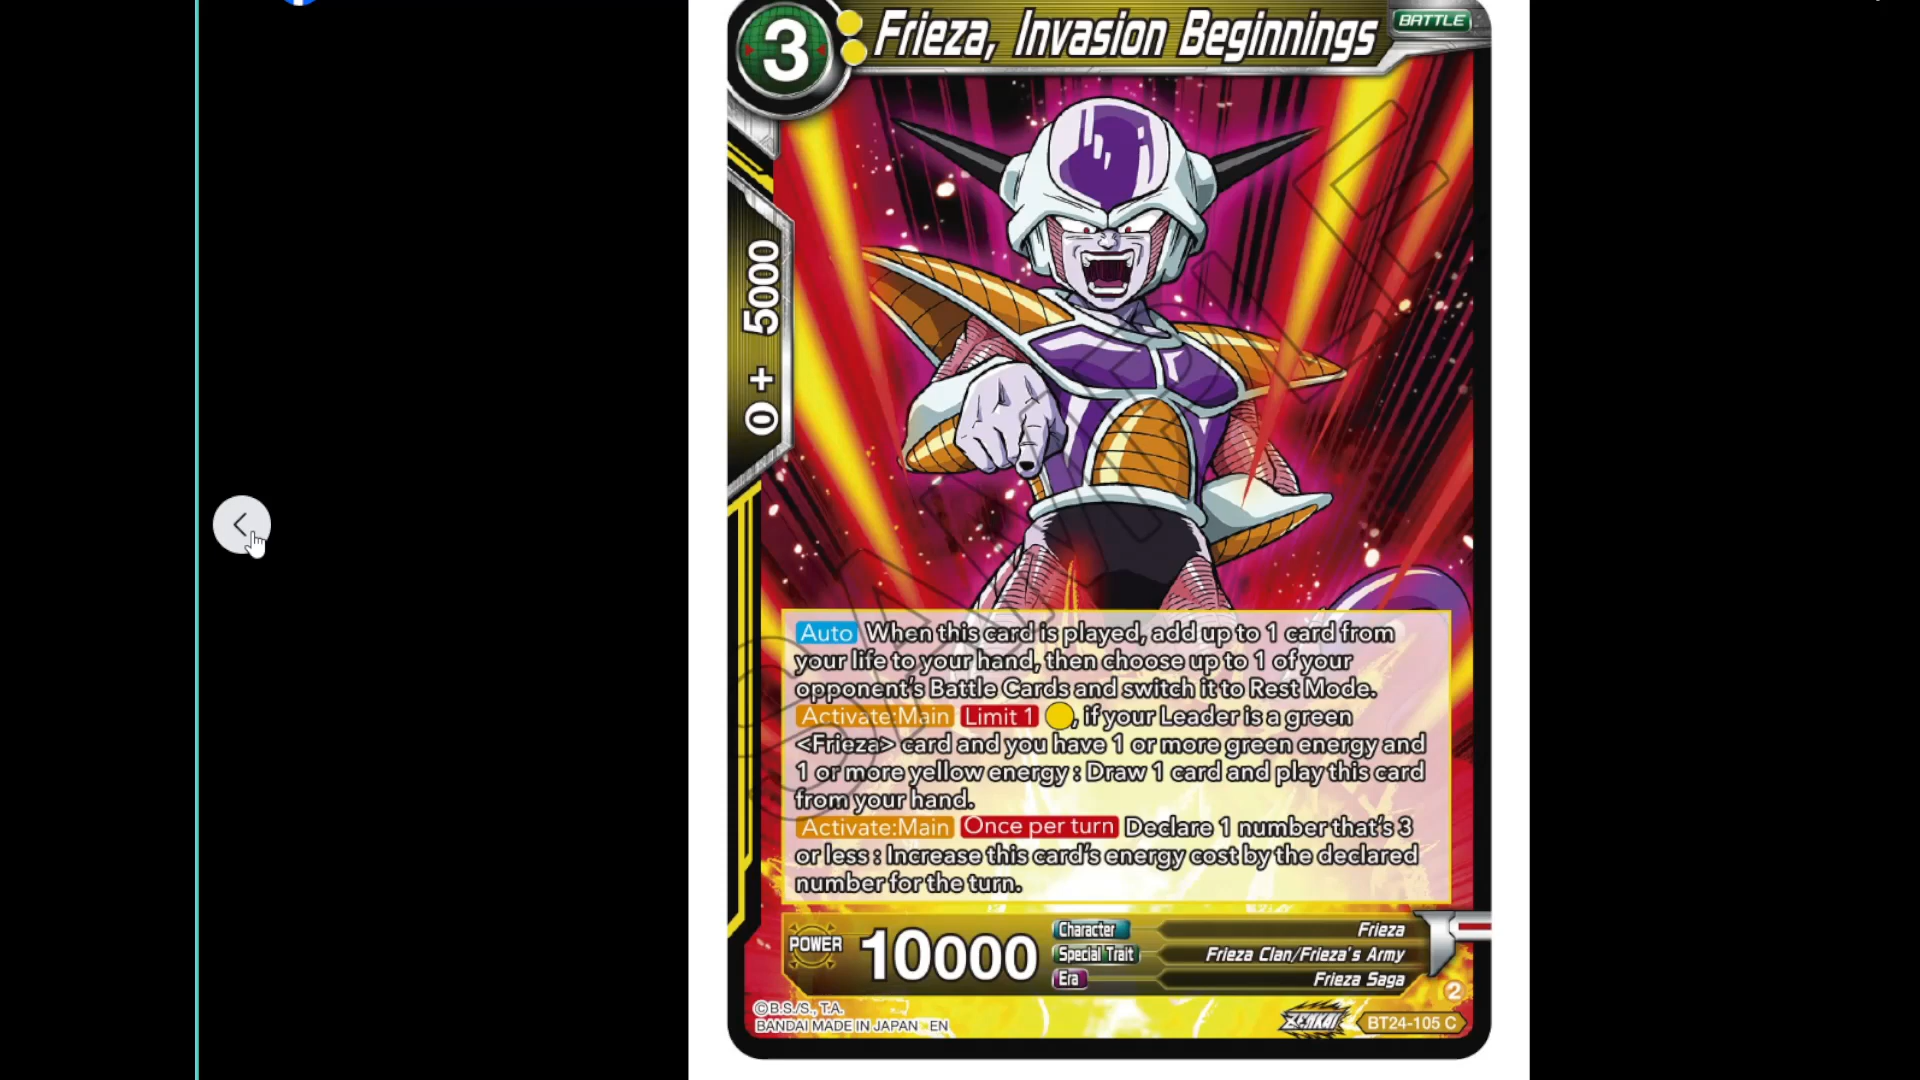 3
Frieza, Invasion Beginnings
BATTLE
0 + 5000
SAMPLE
Auto When this card is played, add up to 1 card from
your life to your hand, then choose up to 1 of your
opponent's Battle Cards and switch it to Rest Mode.
Activate:Main Limit 1 , if your Leader is a green
<Frieza> card and you have 1 or more green energy and
1 or more yellow energy : Draw 1 card and play this card
from your hand.
Activate:Main Once per turn Declare 1 number that's 3
or less : Increase this card's energy cost by the declared
number for the turn.
POWER 10000
Character Frieza
Special Trait Frieza Clan/Frieza's Army
Era Frieza Saga
2
©B.S./S., T.A.
BANDAI MADE IN JAPAN EN
ZENKAI BT24-105 C